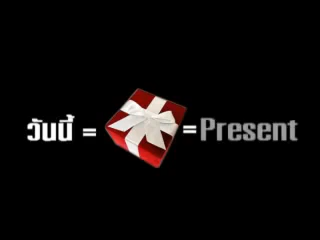 วันนี้ = = Present